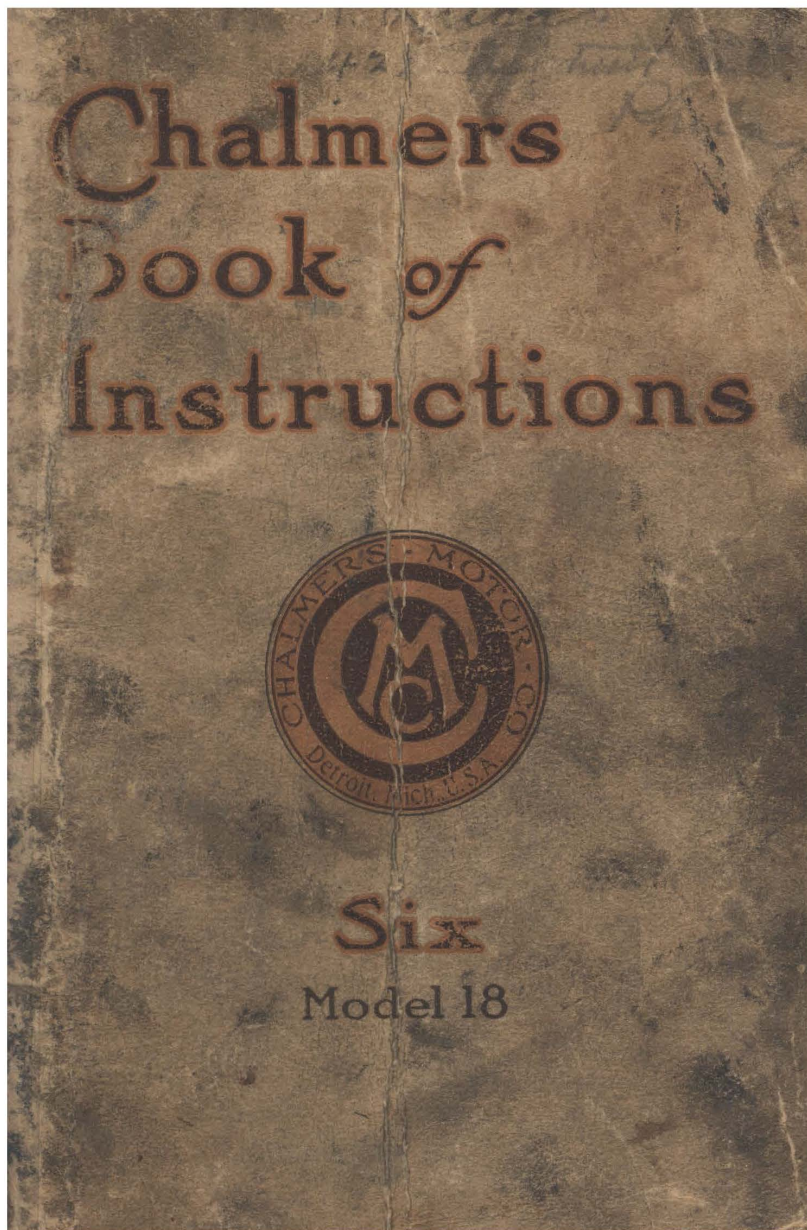 Chalmers
Book of
Instructions
CHALMERS · MOTOR · CO
CMC
Detroit, Mich., U.S.A.
Six
Model 18